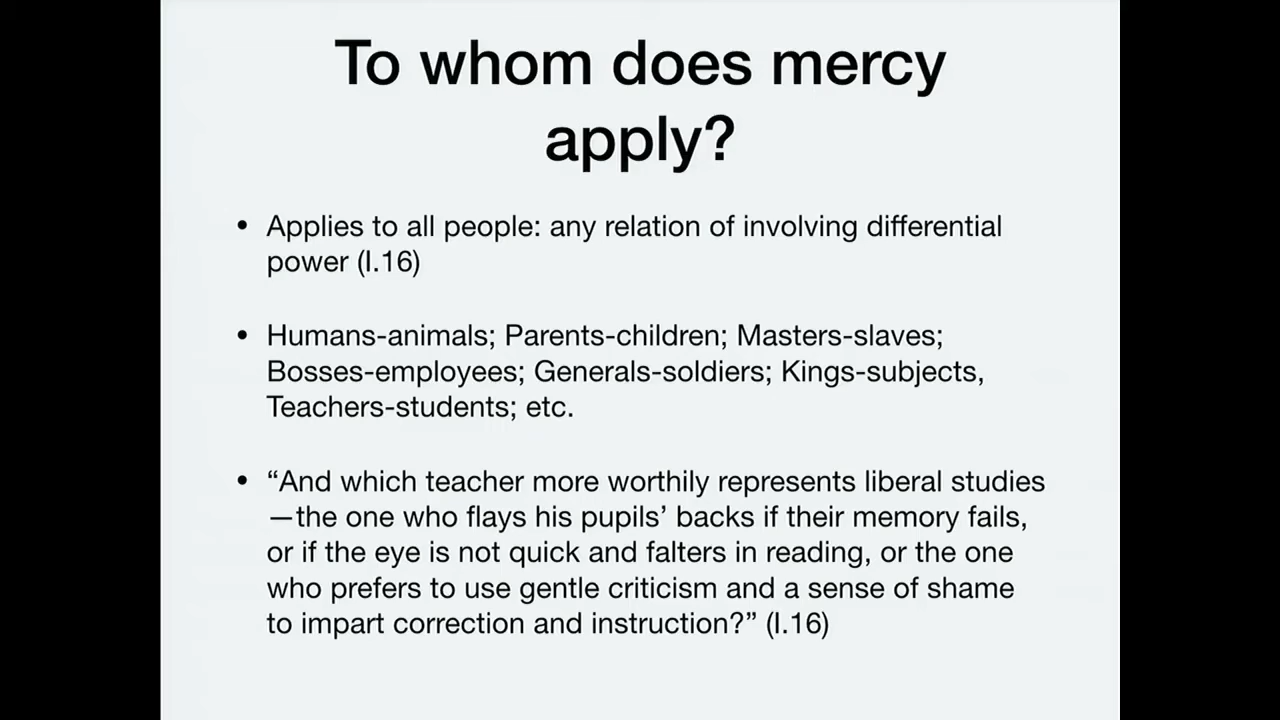 To whom does mercy
apply?
• Applies to all people: any relation of involving differential
power (I.16)
• Humans-animals; Parents-children; Masters-slaves;
Bosses-employees; Generals-soldiers; Kings-subjects,
Teachers-students; etc.
• “And which teacher more worthily represents liberal studies
—the one who flays his pupils’ backs if their memory fails,
or if the eye is not quick and falters in reading, or the one
who prefers to use gentle criticism and a sense of shame
to impart correction and instruction?” (I.16)